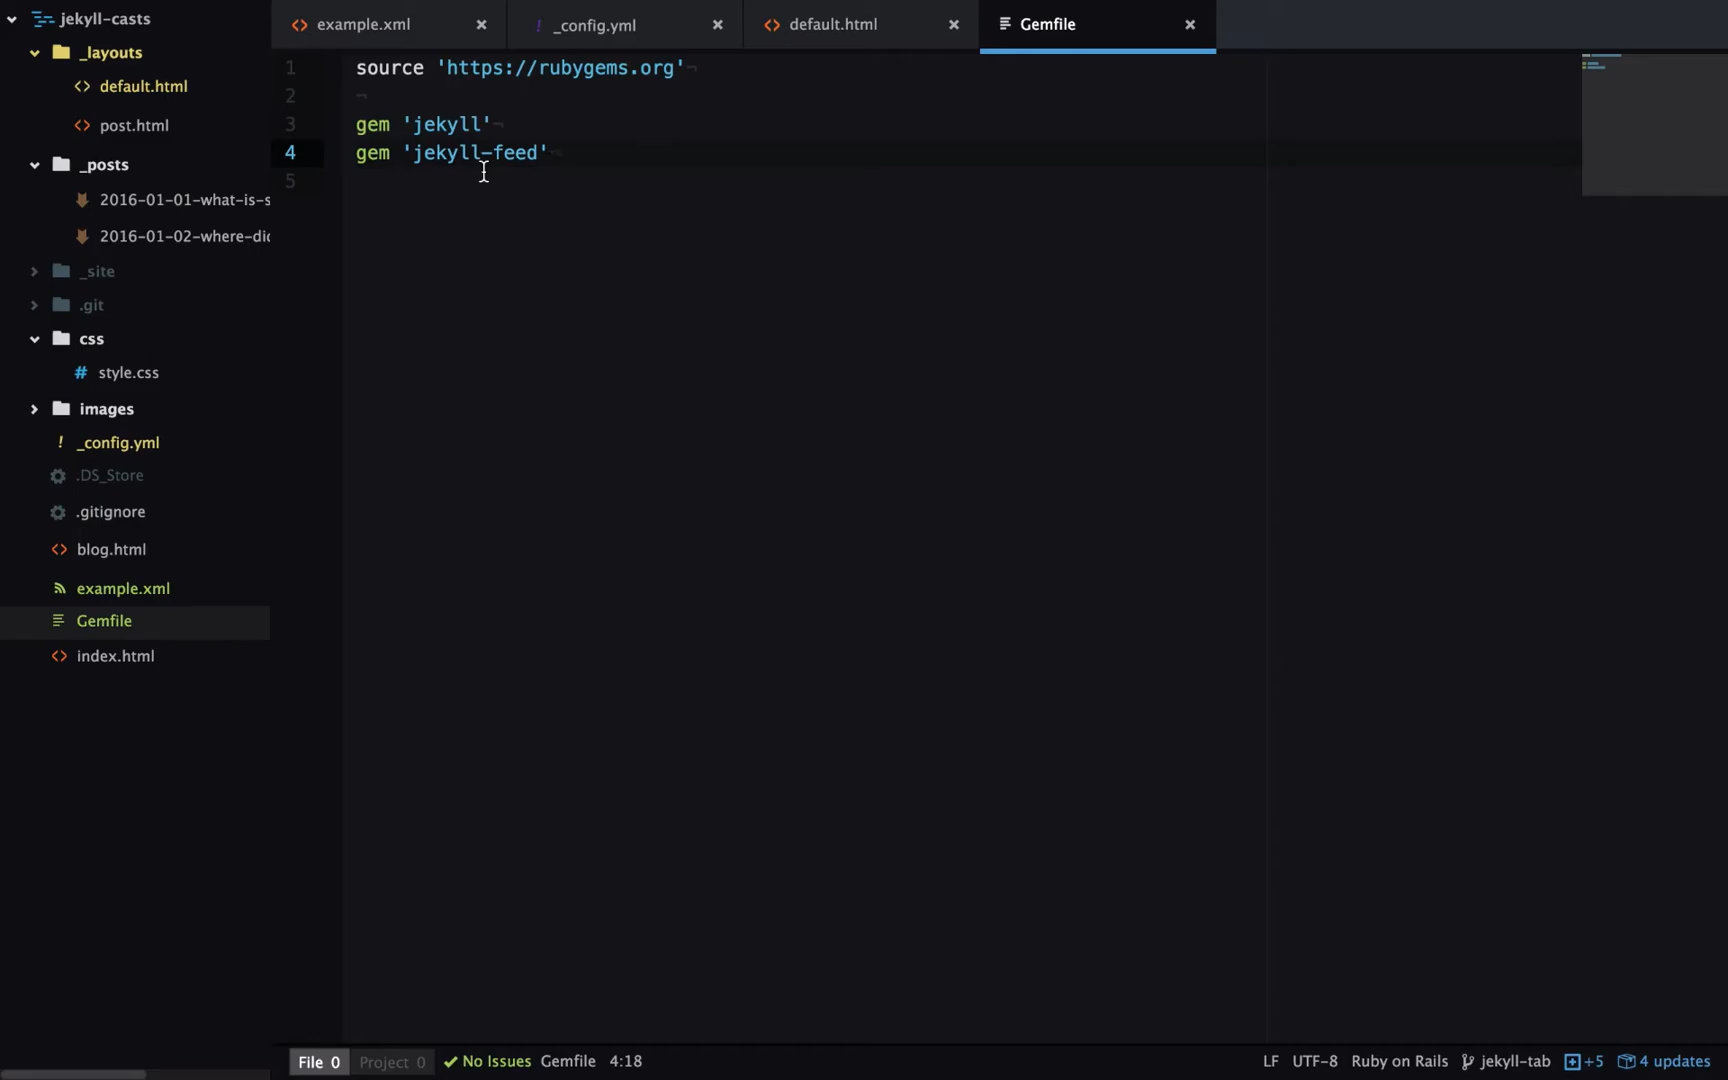 jekyll-casts
_layouts
default.html
post.html
_posts
2016-01-01-what-is-s
2016-01-02-where-did
_site
.git
css
# style.css
images
! _config.yml
.DS_Store
.gitignore
blog.html
example.xml
Gemfile
index.html
example.xml
! _config.yml
default.html
Gemfile
1 source 'https://rubygems.org'¬
2 ¬
3 gem 'jekyll'¬
4 gem 'jekyll-feed'¬
5
File 0 Project 0 No Issues Gemfile 4:18 LF UTF-8 Ruby on Rails jekyll-tab +5 4 updates